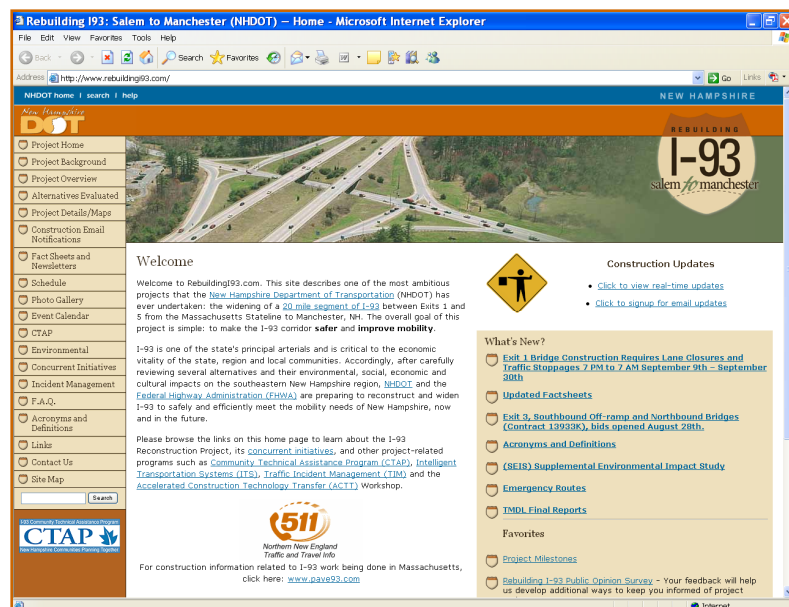 Rebuilding I93: Salem to Manchester (NHDOT) — Home - Microsoft Internet Explorer
File Edit View Favorites Tools Help
Back Search Favorites
Address http://www.rebuildingi93.com/ Go Links
NHDOT home | search | help NEW HAMPSHIRE
New Hampshire
DOT
REBUILDING
I-93
salem to manchester
Project Home
Project Background
Project Overview
Alternatives Evaluated
Project Details/Maps
Construction Email
Notifications
Fact Sheets and
Newsletters
Schedule
Photo Gallery
Event Calendar
CTAP
Environmental
Concurrent Initiatives
Incident Management
F.A.Q.
Acronyms and
Definitions
Links
Contact Us
Site Map
Search
I-93 Community Technical Assistance Program
CTAP
New Hampshire Communities Planning Together
Welcome
Welcome to RebuildingI93.com. This site describes one of the most ambitious
projects that the New Hampshire Department of Transportation (NHDOT) has
ever undertaken: the widening of a 20 mile segment of I-93 between Exits 1 and
5 from the Massachusetts Stateline to Manchester, NH. The overall goal of this
project is simple: to make the I-93 corridor safer and improve mobility.
I-93 is one of the state's principal arterials and is critical to the economic
vitality of the state, region and local communities. Accordingly, after carefully
reviewing several alternatives and their environmental, social, economic and
cultural impacts on the southeastern New Hampshire region, NHDOT and the
Federal Highway Administration (FHWA) are preparing to reconstruct and widen
I-93 to safely and efficiently meet the mobility needs of New Hampshire, now
and in the future.
Please browse the links on this home page to learn about the I-93
Reconstruction Project, its concurrent initiatives, and other project-related
programs such as Community Technical Assistance Program (CTAP), Intelligent
Transportation Systems (ITS), Traffic Incident Management (TIM) and the
Accelerated Construction Technology Transfer (ACTT) Workshop.
511
Northern New England
Traffic and Travel Info
For construction information related to I-93 work being done in Massachusetts,
click here: www.pave93.com
Construction Updates
• Click to view real-time updates
• Click to signup for email updates
What's New?
Exit 1 Bridge Construction Requires Lane Closures and
Traffic Stoppages 7 PM to 7 AM September 9th – September
30th
Updated Factsheets
Exit 3, Southbound Off-ramp and Northbound Bridges
(Contract 13933K), bids opened August 28th.
Acronyms and Definitions
(SEIS) Supplemental Environmental Impact Study
Emergency Routes
TMDL Final Reports
Favorites
Project Milestones
Rebuilding I-93 Public Opinion Survey – Your feedback will help
us develop additional ways to keep you informed of project
Internet